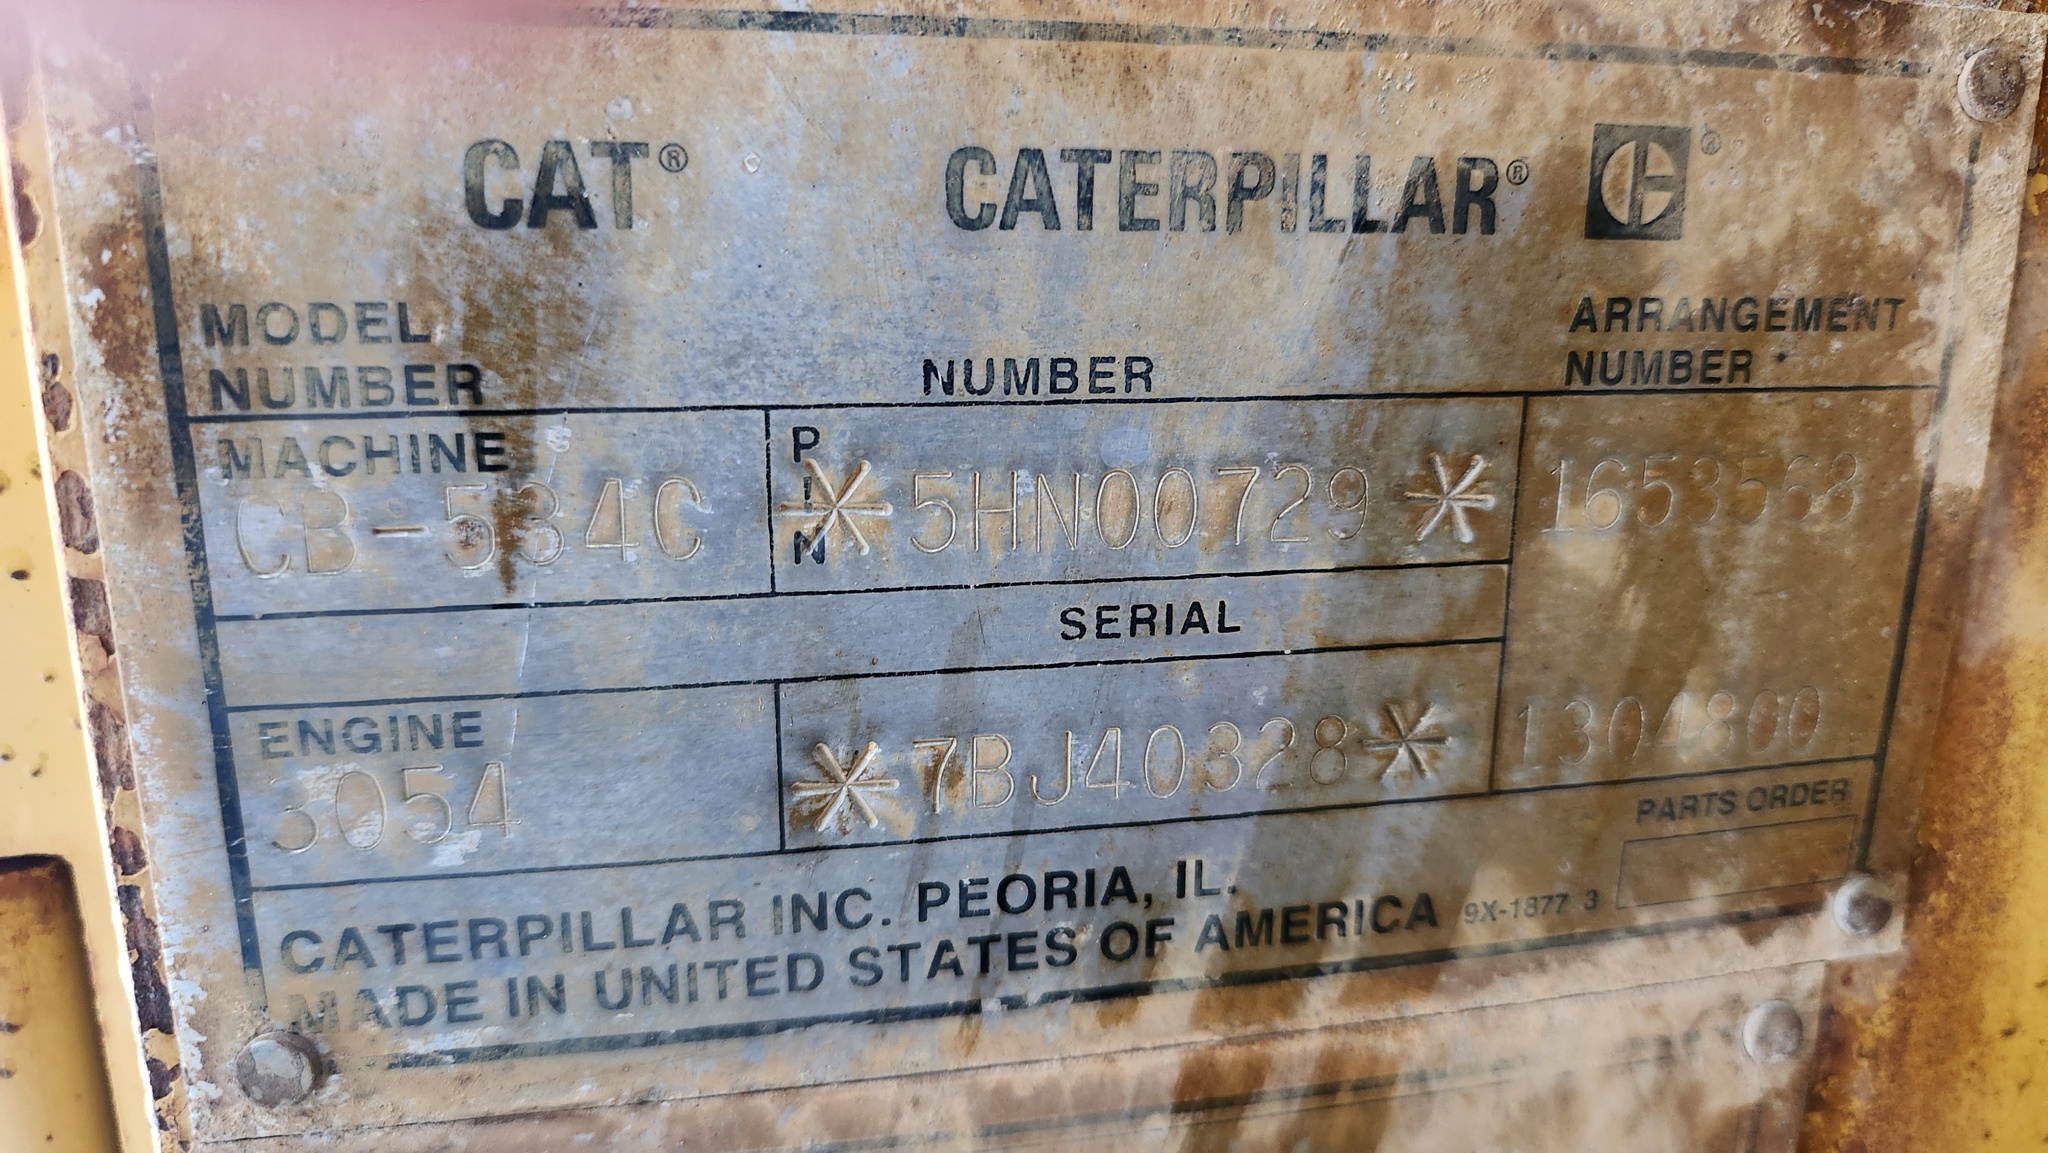 CAT® CATERPILLAR®
MODEL NUMBER
NUMBER
ARRANGEMENT NUMBER
MACHINE
CB-534C
PIN
*5HN00729*
1653568
SERIAL
ENGINE
3054
*7BJ40328*
1304800
PARTS ORDER
CATERPILLAR INC. PEORIA, IL.
MADE IN UNITED STATES OF AMERICA 9X-1877 3